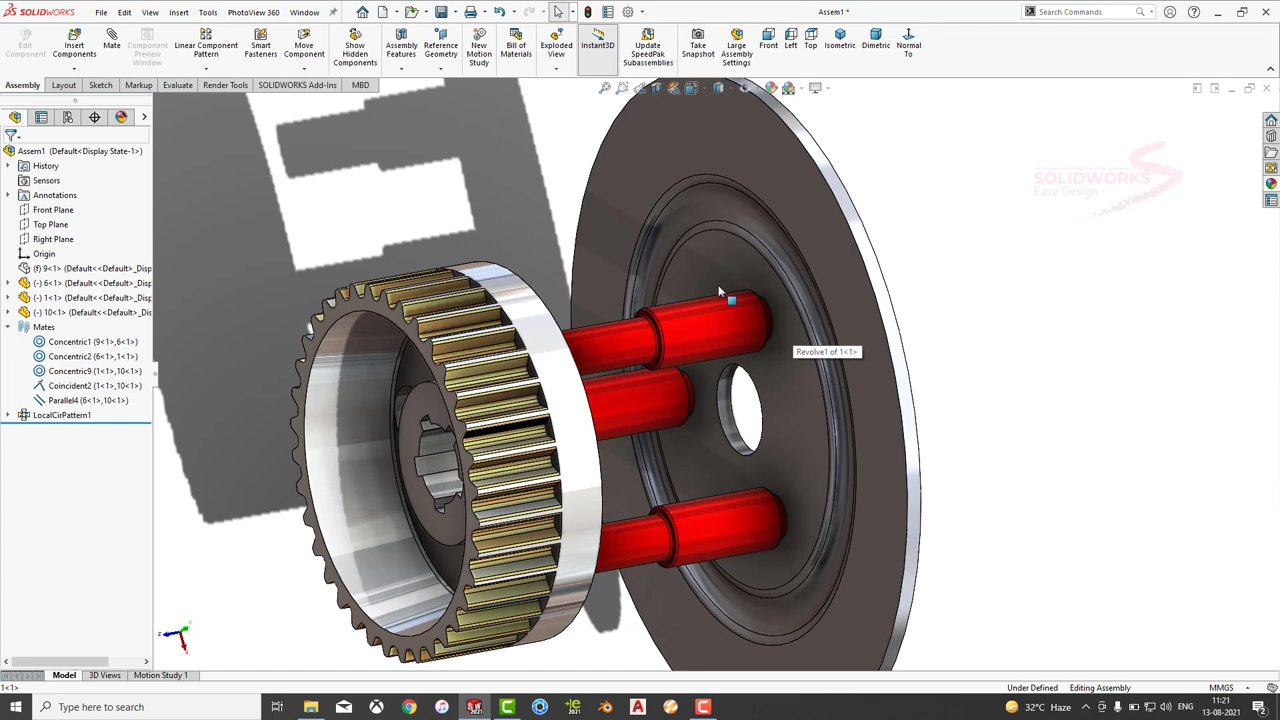 SOLIDWORKS File Edit View Insert Tools PhotoView 360 Window Assem1 * Search Commands
Edit Component
Insert Components
Mate
Component Preview Window
Linear Component Pattern
Smart Fasteners
Move Component
Show Hidden Components
Assembly Features
Reference Geometry
New Motion Study
Bill of Materials
Exploded View
Instant3D
Update SpeedPak Subassemblies
Take Snapshot
Large Assembly Settings
Front
Left
Top
Isometric
Dimetric
Normal To
Assembly Layout Sketch Markup Evaluate Render Tools SOLIDWORKS Add-Ins MBD
Assem1 (Default<Display State-1>)
History
Sensors
Annotations
Front Plane
Top Plane
Right Plane
Origin
(f) 9<1> (Default<<Default>_Disp
(-) 6<1> (Default<<Default>_Disp
(-) 1<1> (Default<<Default>_Disp
(-) 10<1> (Default<<Default>_Dis
Mates
Concentric1 (9<1>,6<1>)
Concentric2 (6<1>,1<1>)
Concentric9 (1<1>,10<1>)
Coincident2 (1<1>,10<1>)
Parallel4 (6<1>,10<1>)
LocalCirPattern1
SOLIDWORKS
Easy Design
Revolve1 of 1<1>
Z
Y
X
Model 3D Views Motion Study 1
1<1> Under Defined Editing Assembly MMGS
Type here to search
32°C Haze ENG 11:21
13-08-2021